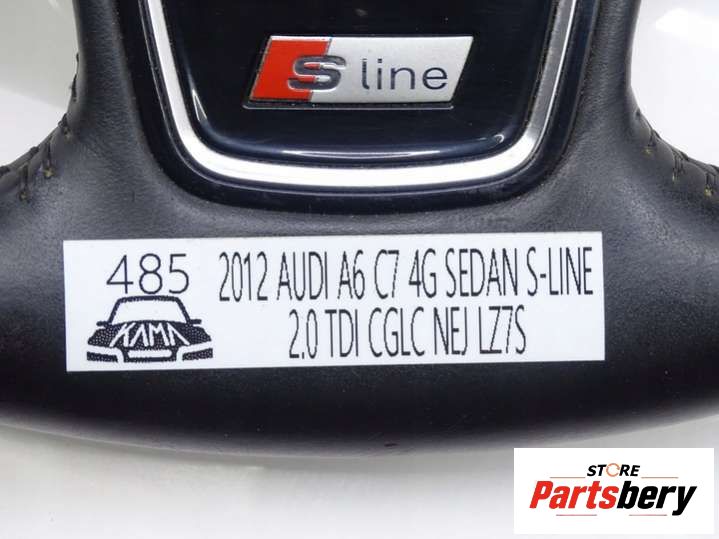 S line
485 2012 AUDI A6 C7 4G SEDAN S-LINE
KAMA 2.0 TDI CGLC NEJ LZ7S
STORE
Partsbery